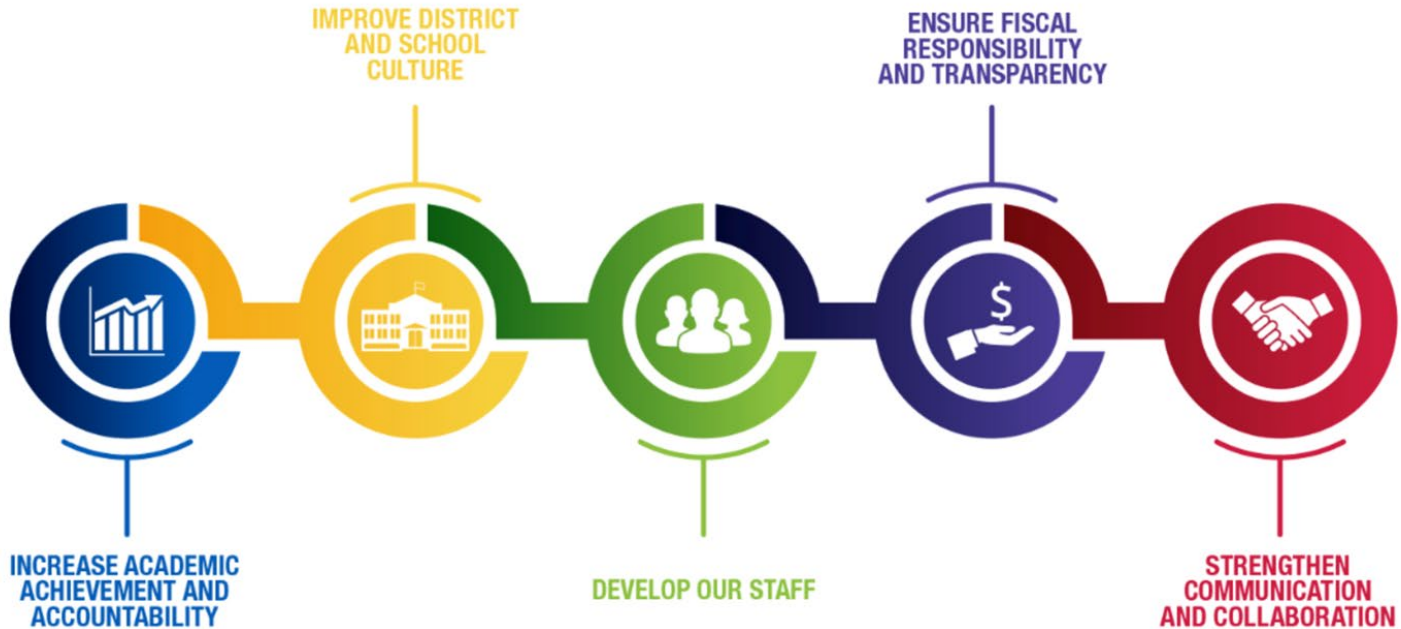 IMPROVE DISTRICT
AND SCHOOL
CULTURE
ENSURE FISCAL
RESPONSIBILITY
AND TRANSPARENCY
$
INCREASE ACADEMIC
ACHIEVEMENT AND
ACCOUNTABILITY
DEVELOP OUR STAFF
STRENGTHEN
COMMUNICATION
AND COLLABORATION